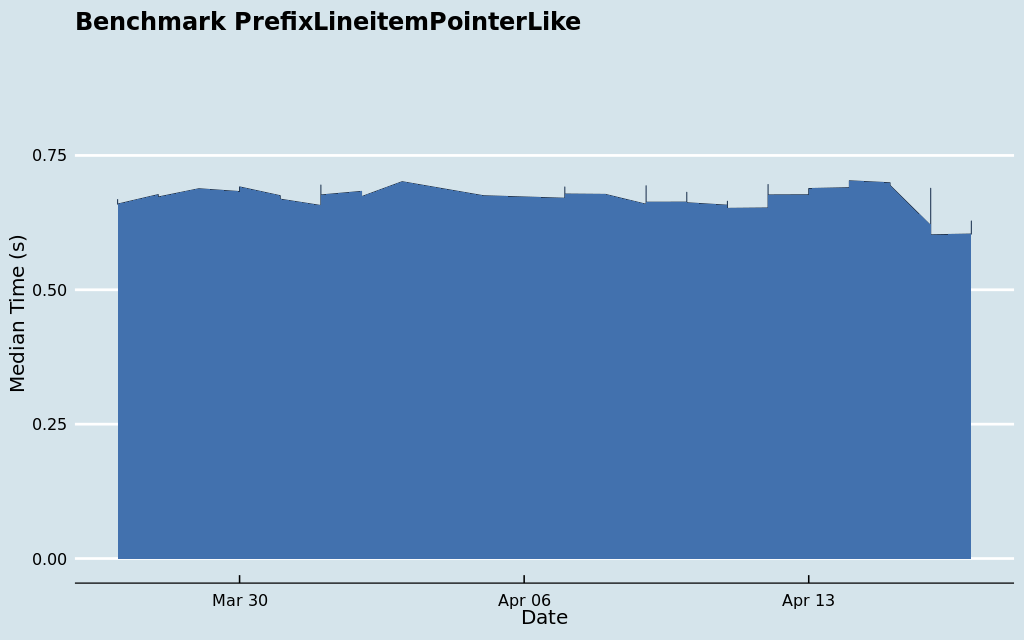 Benchmark PrefixLineitemPointerLike
Median Time (s)
0.75
0.50
0.25
0.00
Mar 30
Apr 06
Apr 13
Date